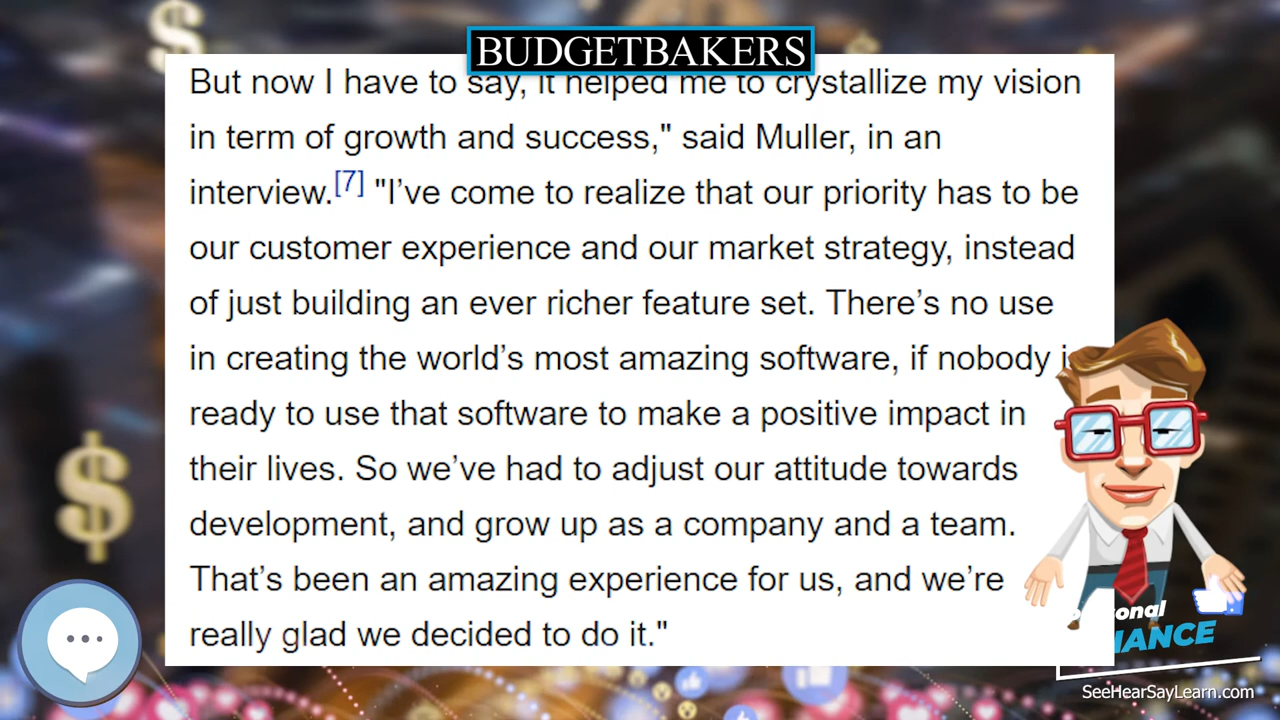 BUDGETBAKERS
But now I have to say, it helped me to crystallize my vision
in term of growth and success," said Muller, in an
interview.[7] "I’ve come to realize that our priority has to be
our customer experience and our market strategy, instead
of just building an ever richer feature set. There’s no use
in creating the world’s most amazing software, if nobody
ready to use that software to make a positive impact in
their lives. So we’ve had to adjust our attitude towards
development, and grow up as a company and a team.
That’s been an amazing experience for us, and we’re
really glad we decided to do it."
SeeHearSayLearn.com